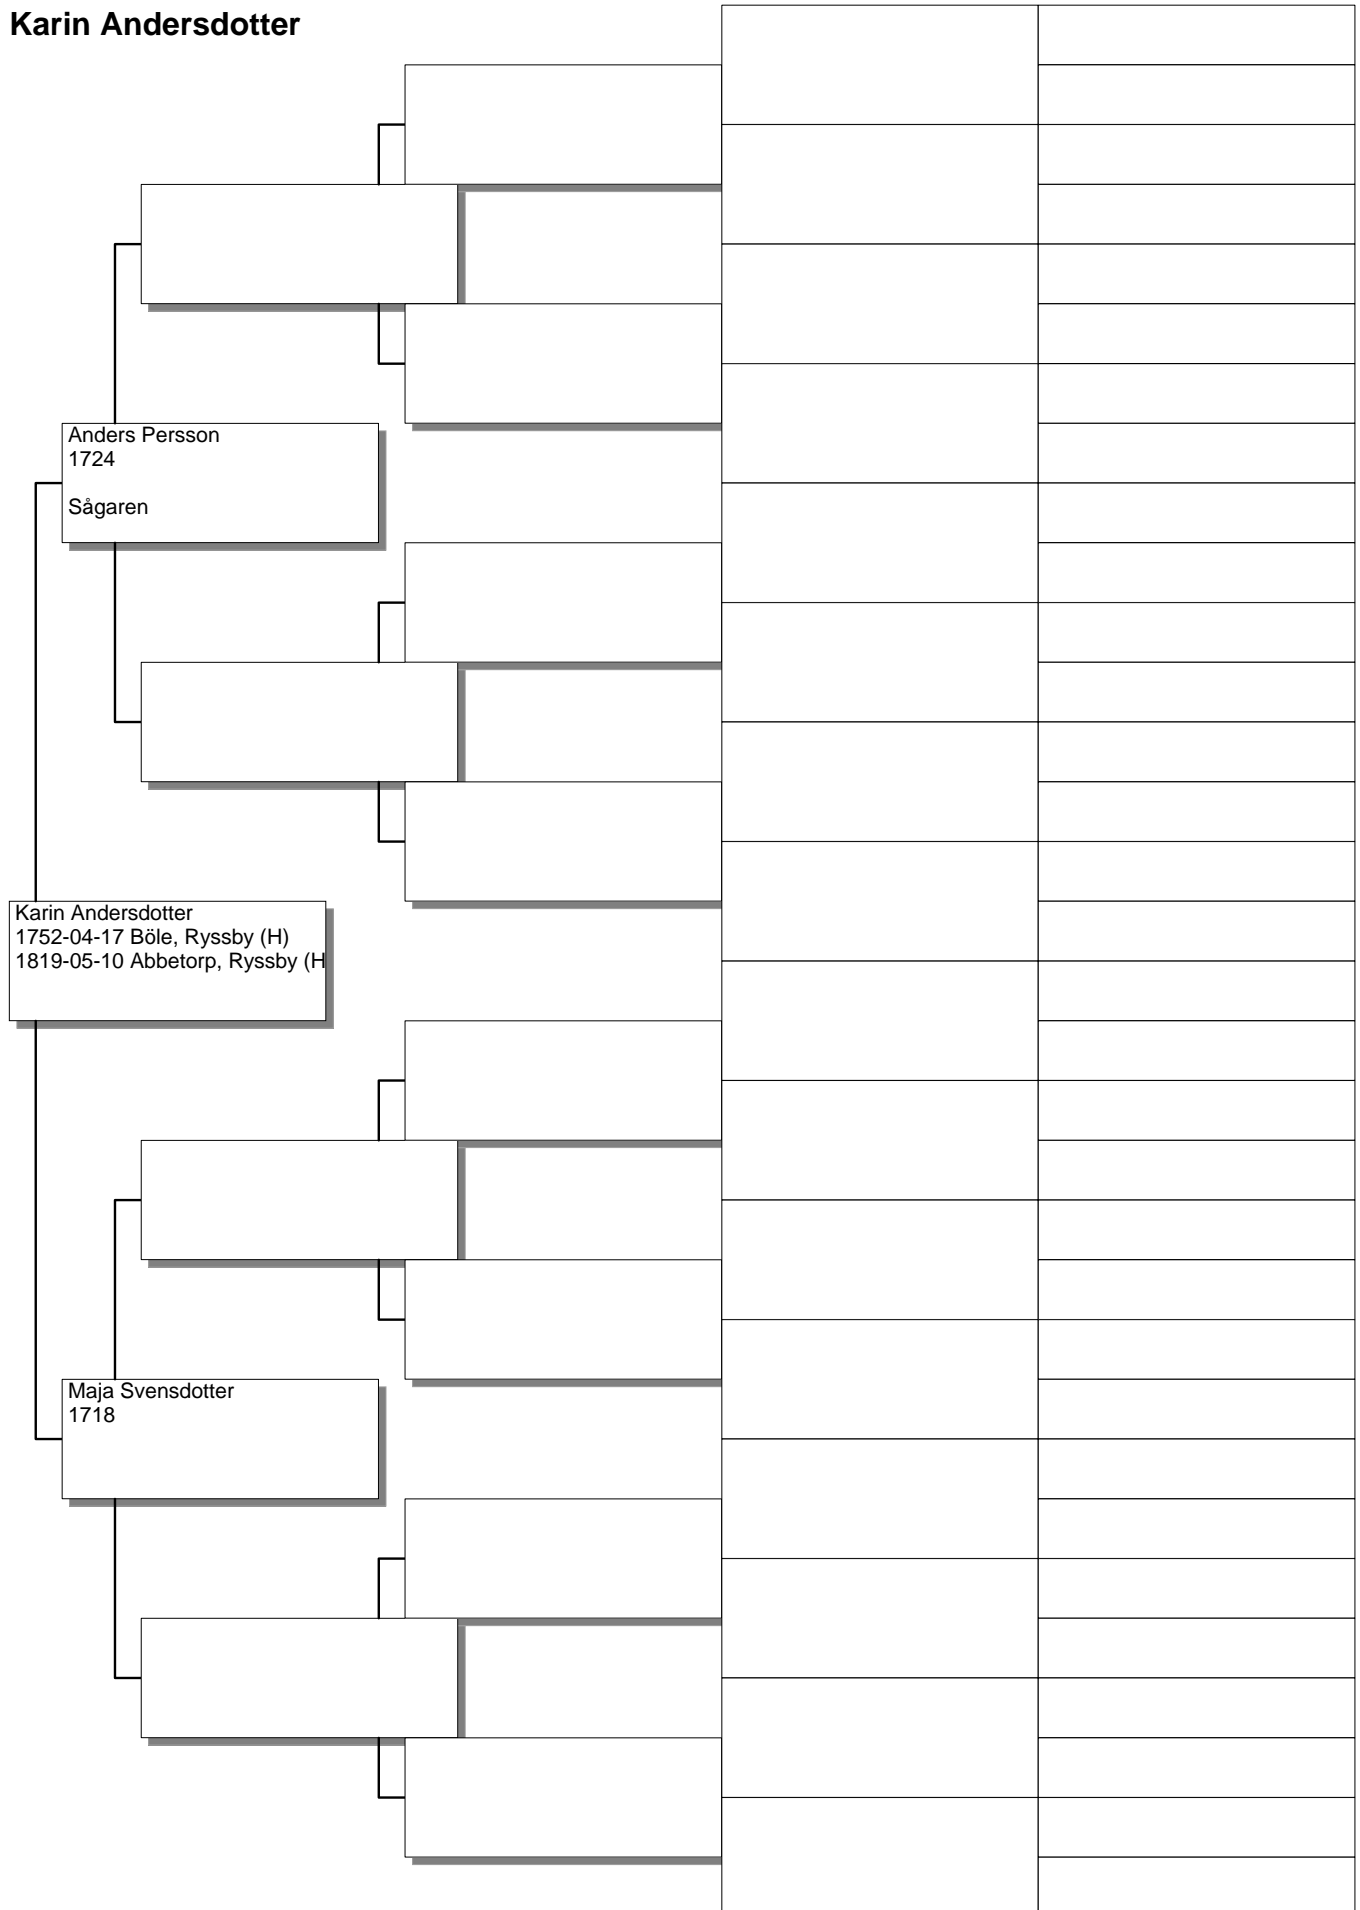 Karin Andersdotter
Anders Persson
1724
Sågaren
Karin Andersdotter
1752-04-17 Böle, Ryssby (H)
1819-05-10 Abbetorp, Ryssby (H
Maja Svensdotter
1718